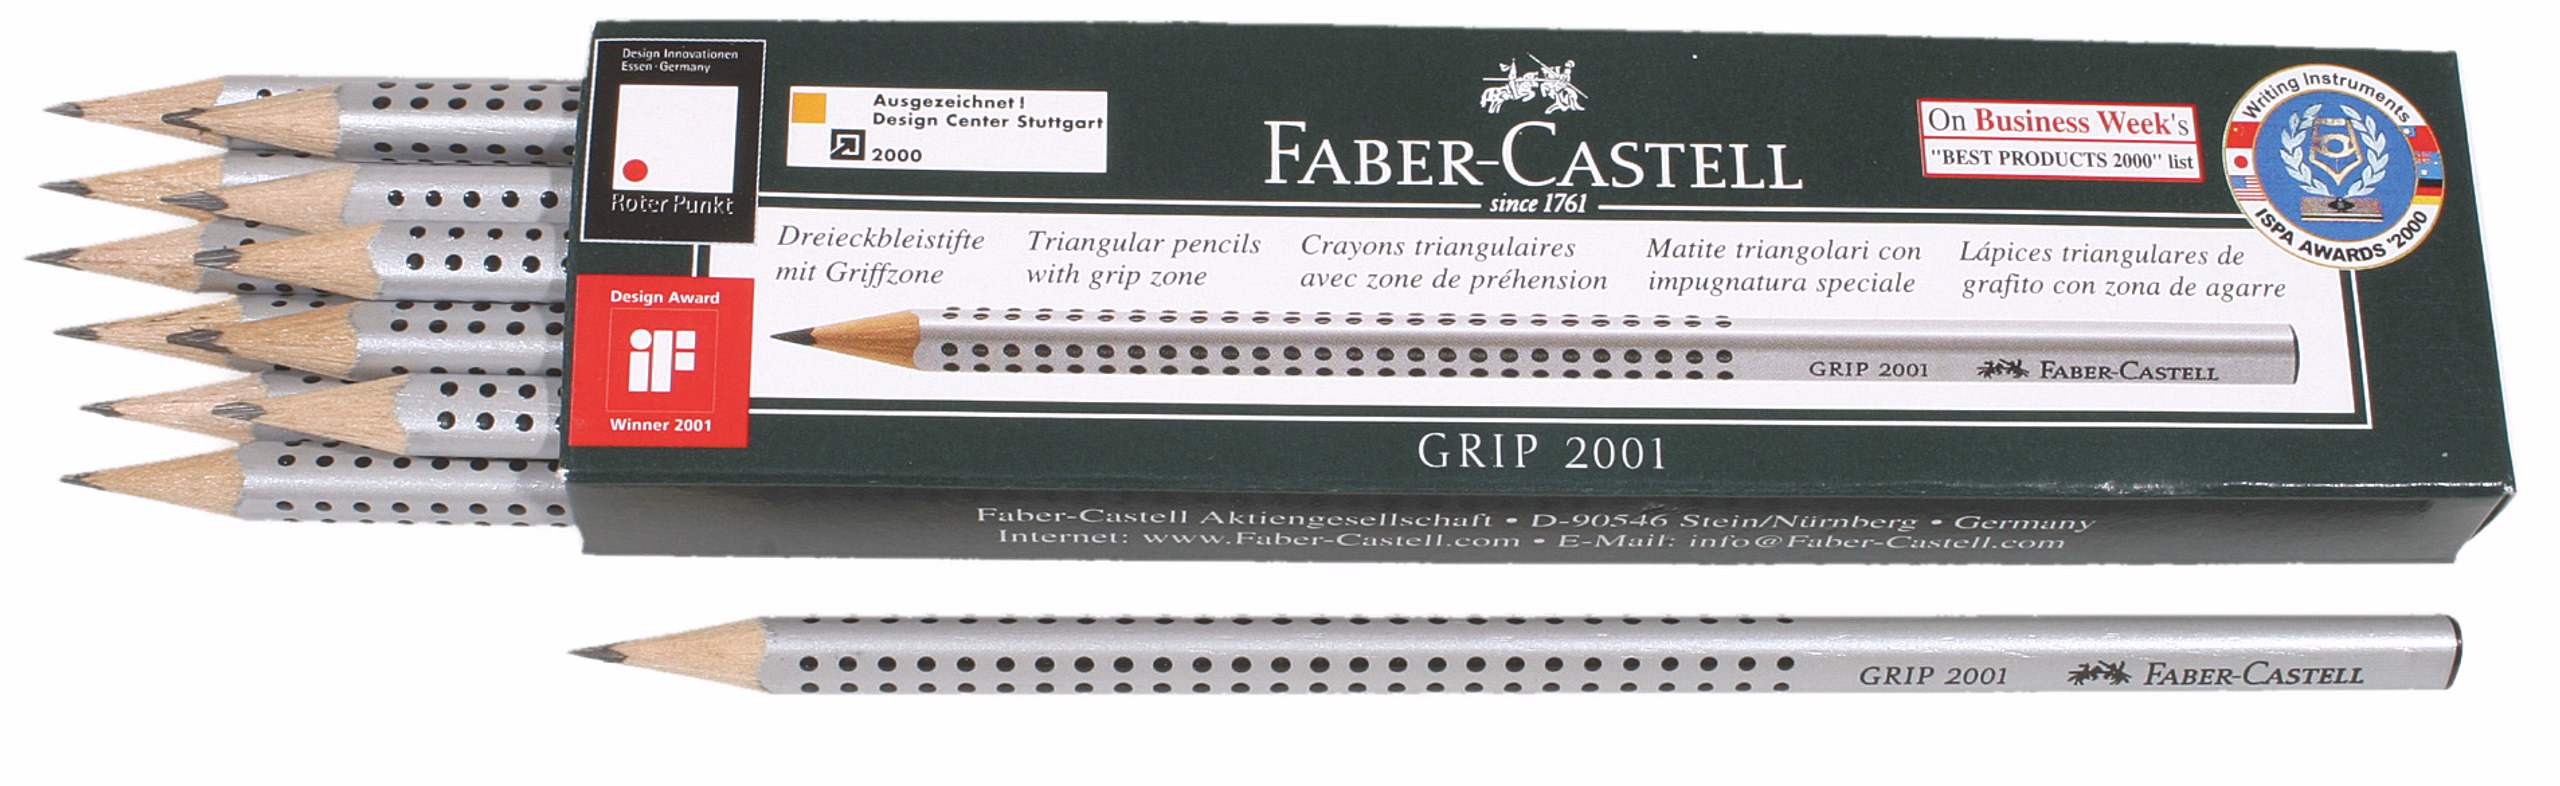 Design Innovationen
Essen · Germany
Roter Punkt
Ausgezeichnet!
Design Center Stuttgart
2000
FABER-CASTELL
since 1761
On Business Week's
"BEST PRODUCTS 2000" list
Writing Instruments
ISPA AWARDS '2000
Dreieckbleistifte
mit Griffzone
Triangular pencils
with grip zone
Crayons triangulaires
avec zone de préhension
Matite triangolari con
impugnatura speciale
Lápices triangulares de
grafito con zona de agarre
Design Award
iF
Winner 2001
GRIP 2001 FABER-CASTELL
GRIP 2001
Faber-Castell Aktiengesellschaft • D-90546 Stein/Nürnberg • Germany
Internet: www.Faber-Castell.com • E-Mail: info@Faber-Castell.com
GRIP 2001 FABER-CASTELL